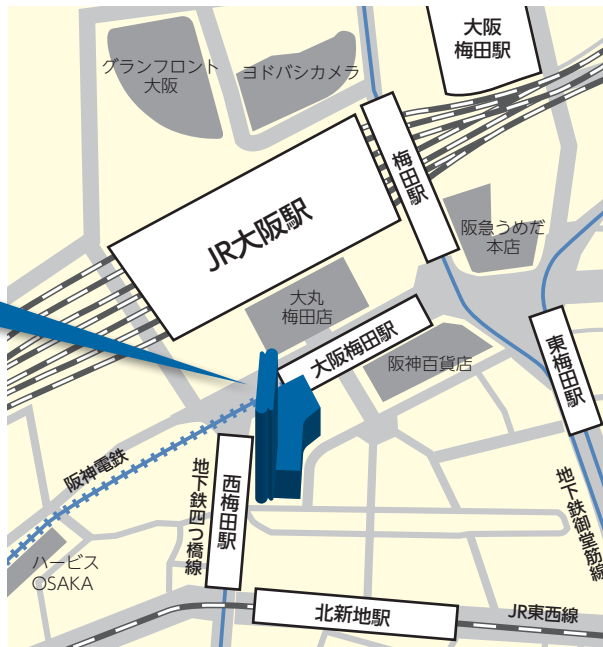 大阪
梅田駅
グランフロント
大阪
ヨドバシカメラ
梅田駅
阪急うめだ
本店
JR大阪駅
大丸
梅田店
大阪梅田駅
阪神百貨店
東梅田駅
阪神電鉄
地下鉄四つ橋線
西梅田駅
地下鉄御堂筋線
ハービス
OSAKA
北新地駅
JR東西線